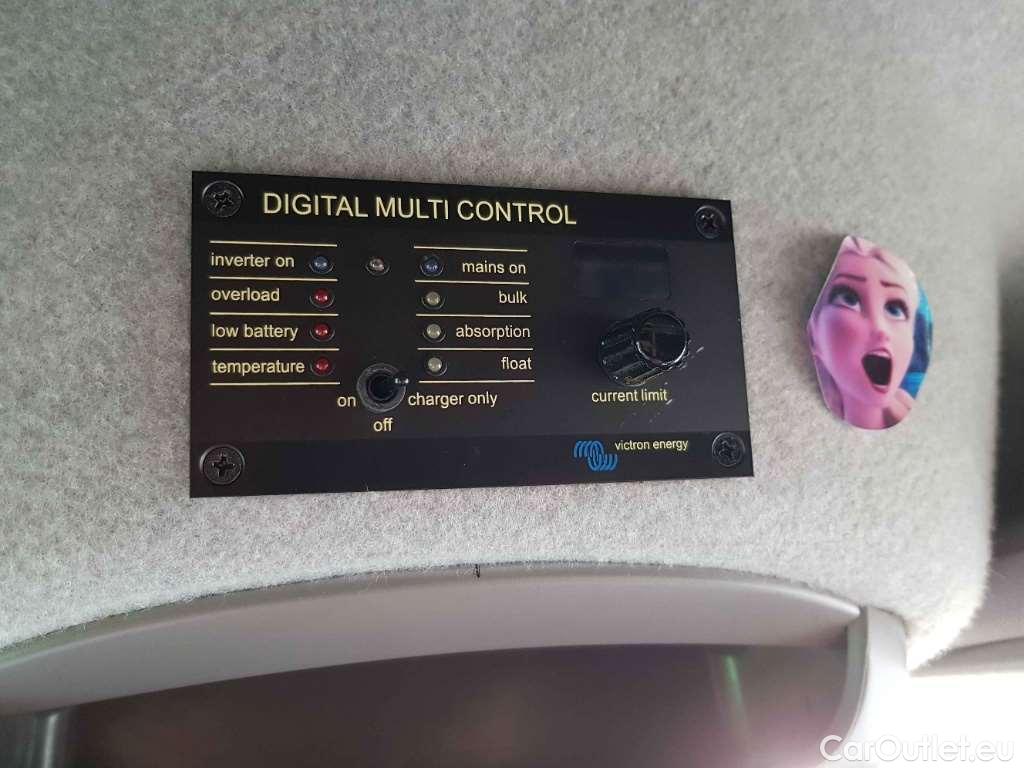 DIGITAL MULTI CONTROL
inverter on
mains on
overload
bulk
low battery
absorption
temperature
float
on
charger only
off
current limit
victron energy
CarOutlet.eu